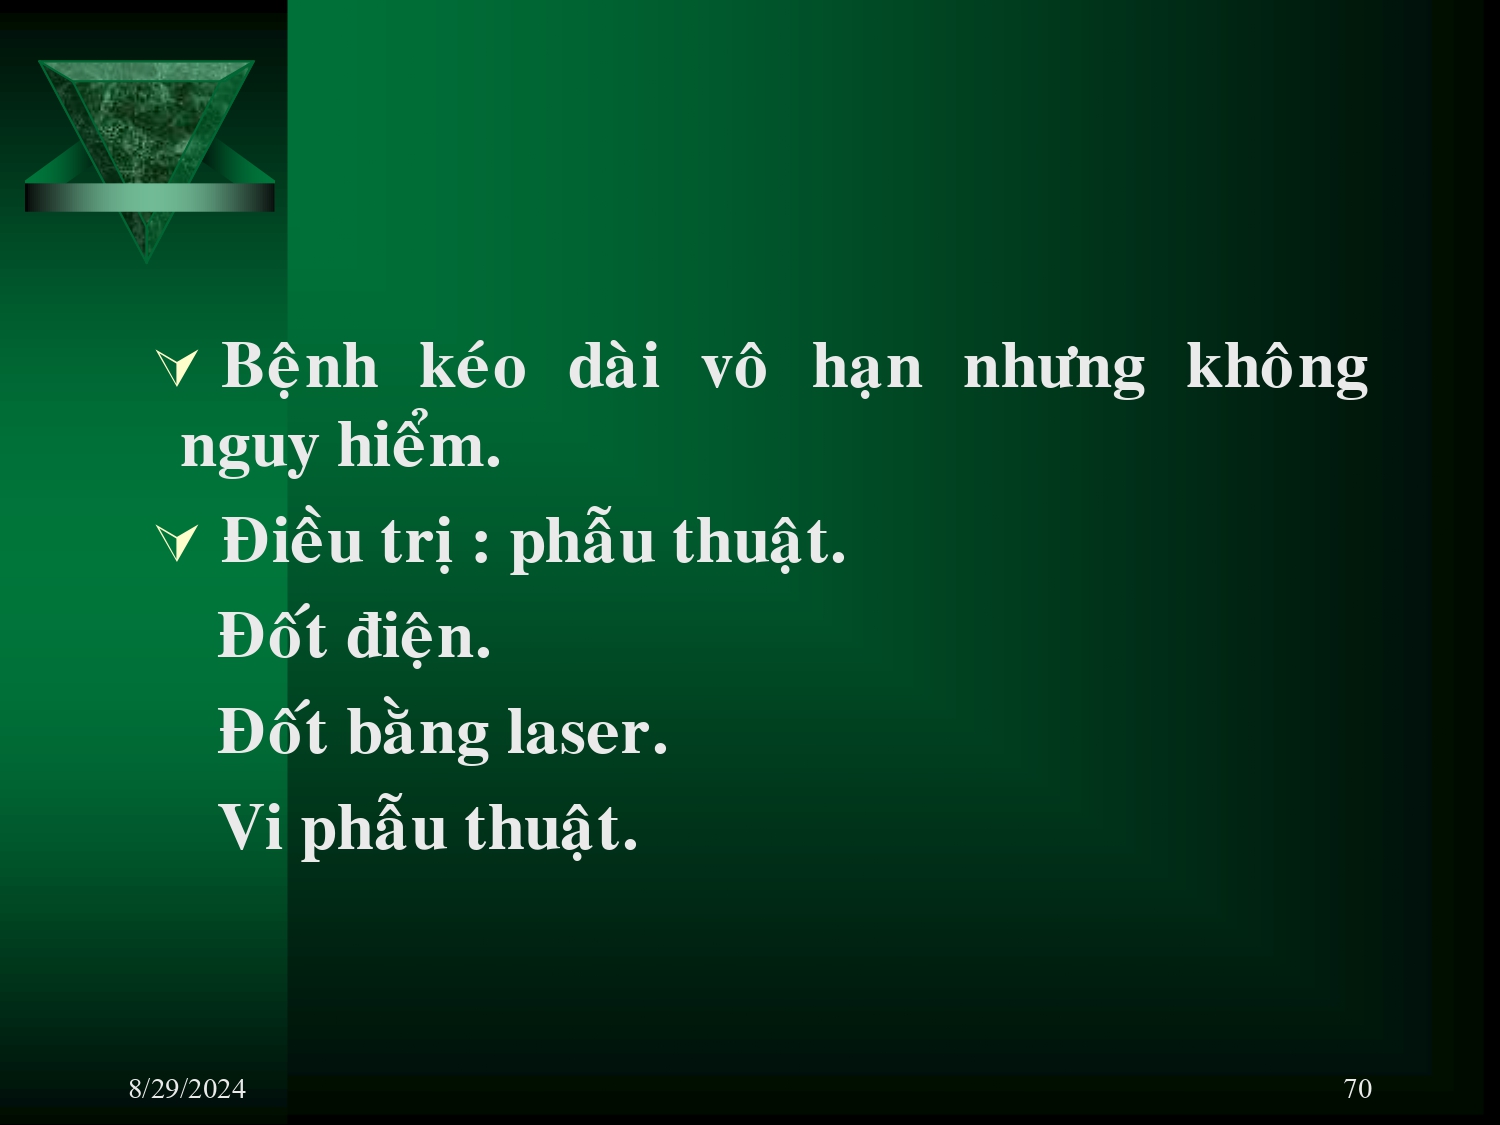 Bệnh kéo dài vô hạn nhưng không
nguy hiểm.
Điều trị : phẫu thuật.
Đốt điện.
Đốt bằng laser.
Vi phẫu thuật.
8/29/2024
70